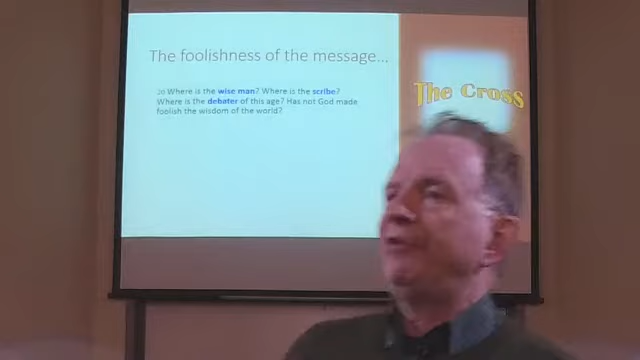 The foolishness of the message...
20 Where is the wise man? Where is the scribe?
Where is the debater of this age? Has not God made
foolish the wisdom of the world?
The Cross